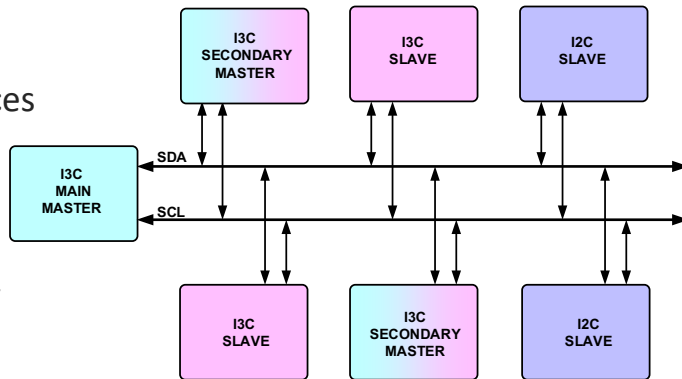 I3C
SECONDARY
MASTER
I3C
SLAVE
I2C
SLAVE
SDA
I3C
MAIN
MASTER
SCL
I3C
SLAVE
I3C
SECONDARY
MASTER
I2C
SLAVE